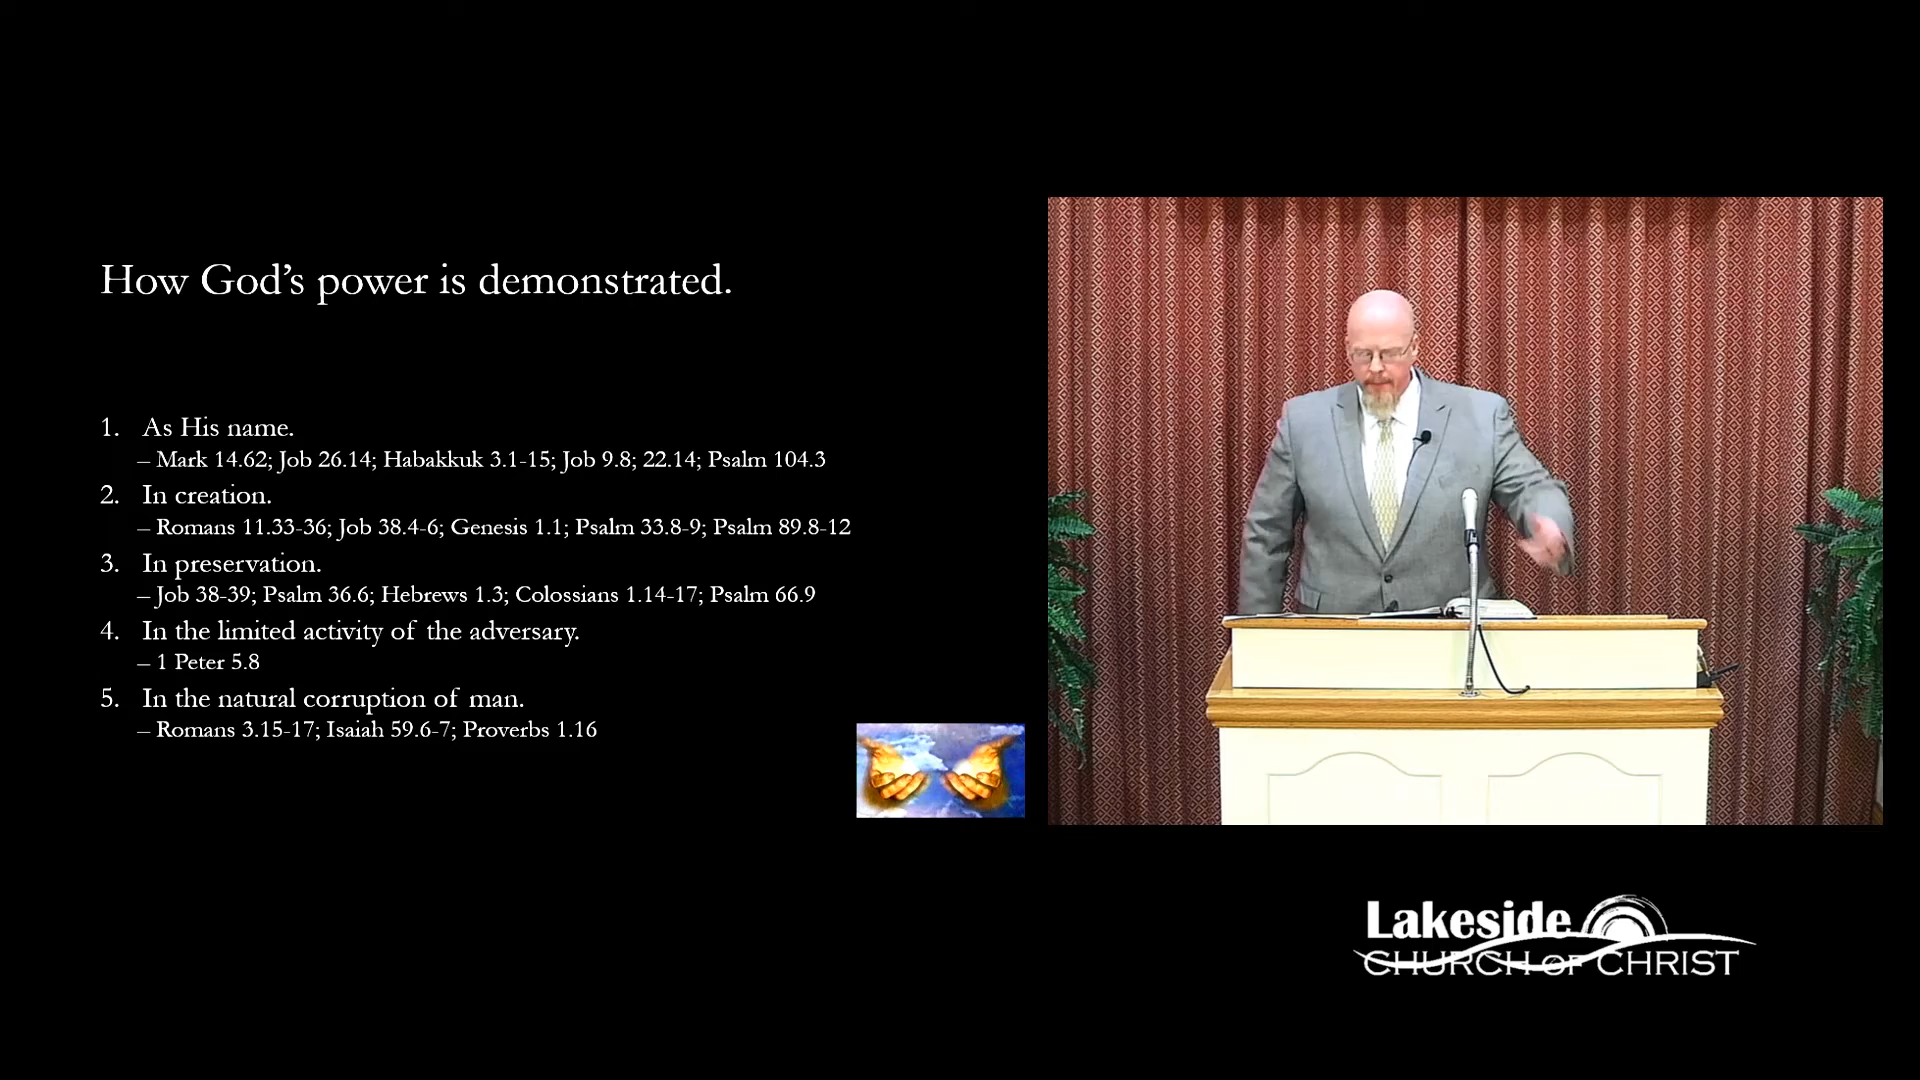 How God’s power is demonstrated.
1. As His name.
– Mark 14.62; Job 26.14; Habakkuk 3.1-15; Job 9.8; 22.14; Psalm 104.3
2. In creation.
– Romans 11.33-36; Job 38.4-6; Genesis 1.1; Psalm 33.8-9; Psalm 89.8-12
3. In preservation.
– Job 38-39; Psalm 36.6; Hebrews 1.3; Colossians 1.14-17; Psalm 66.9
4. In the limited activity of the adversary.
– 1 Peter 5.8
5. In the natural corruption of man.
– Romans 3.15-17; Isaiah 59.6-7; Proverbs 1.16
Lakeside
CHURCH OF CHRIST